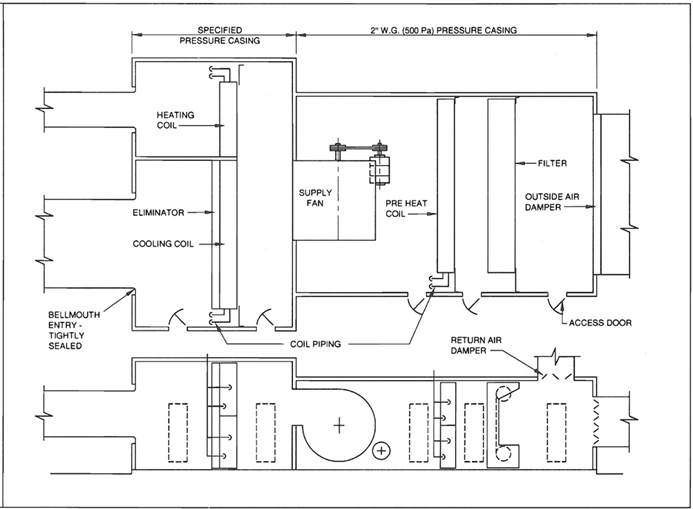 SPECIFIED
PRESSURE CASING
2" W.G. (500 Pa) PRESSURE CASING
HEATING
COIL
ELIMINATOR
COOLING COIL
SUPPLY
FAN
PRE HEAT
COIL
FILTER
OUTSIDE AIR
DAMPER
BELLMOUTH
ENTRY -
TIGHTLY
SEALED
COIL PIPING
ACCESS DOOR
RETURN AIR
DAMPER